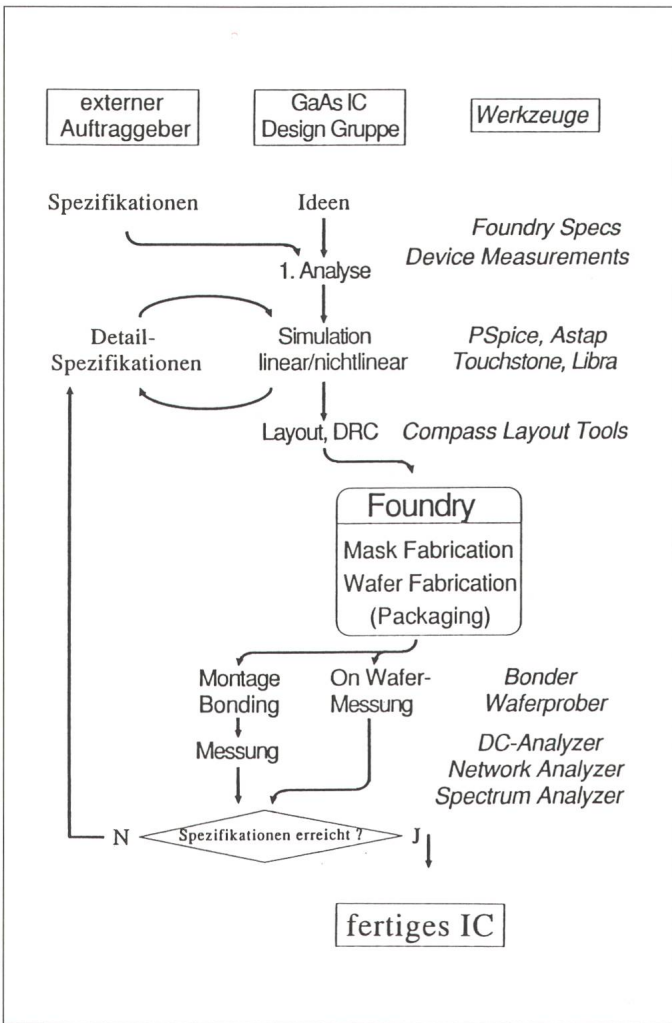 externer
Auftraggeber
GaAs IC
Design Gruppe
Werkzeuge
Spezifikationen
Ideen
Foundry Specs
Device Measurements
1. Analyse
Detail-
Spezifikationen
Simulation
linear/nichtlinear
PSpice, Astap
Touchstone, Libra
Layout, DRC
Compass Layout Tools
Foundry
Mask Fabrication
Wafer Fabrication
(Packaging)
Montage
Bonding
On Wafer-
Messung
Bonder
Waferprober
Messung
DC-Analyzer
Network Analyzer
Spectrum Analyzer
N
Spezifikationen erreicht ?
J
fertiges IC